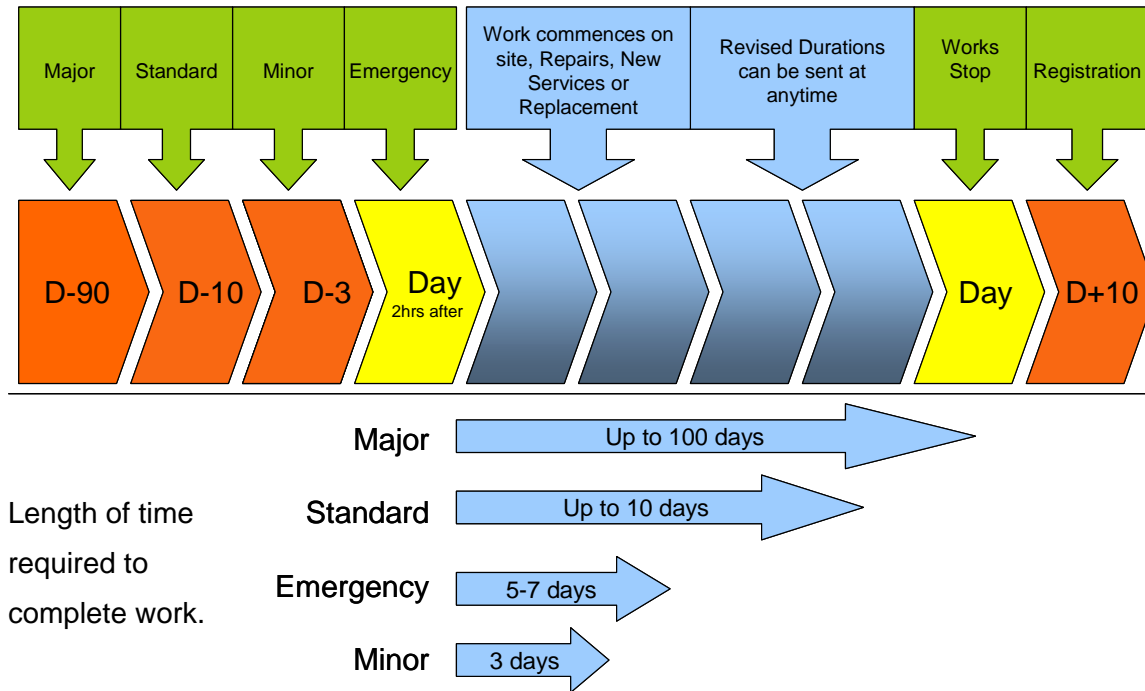 Major
Standard
Minor
Emergency
Work commences on
site, Repairs, New
Services or
Replacement
Revised Durations
can be sent at
anytime
Works
Stop
Registration
D-90
D-10
D-3
Day
2hrs after
Day
D+10
Major
Up to 100 days
Standard
Up to 10 days
Emergency
5-7 days
Minor
3 days
Length of time
required to
complete work.